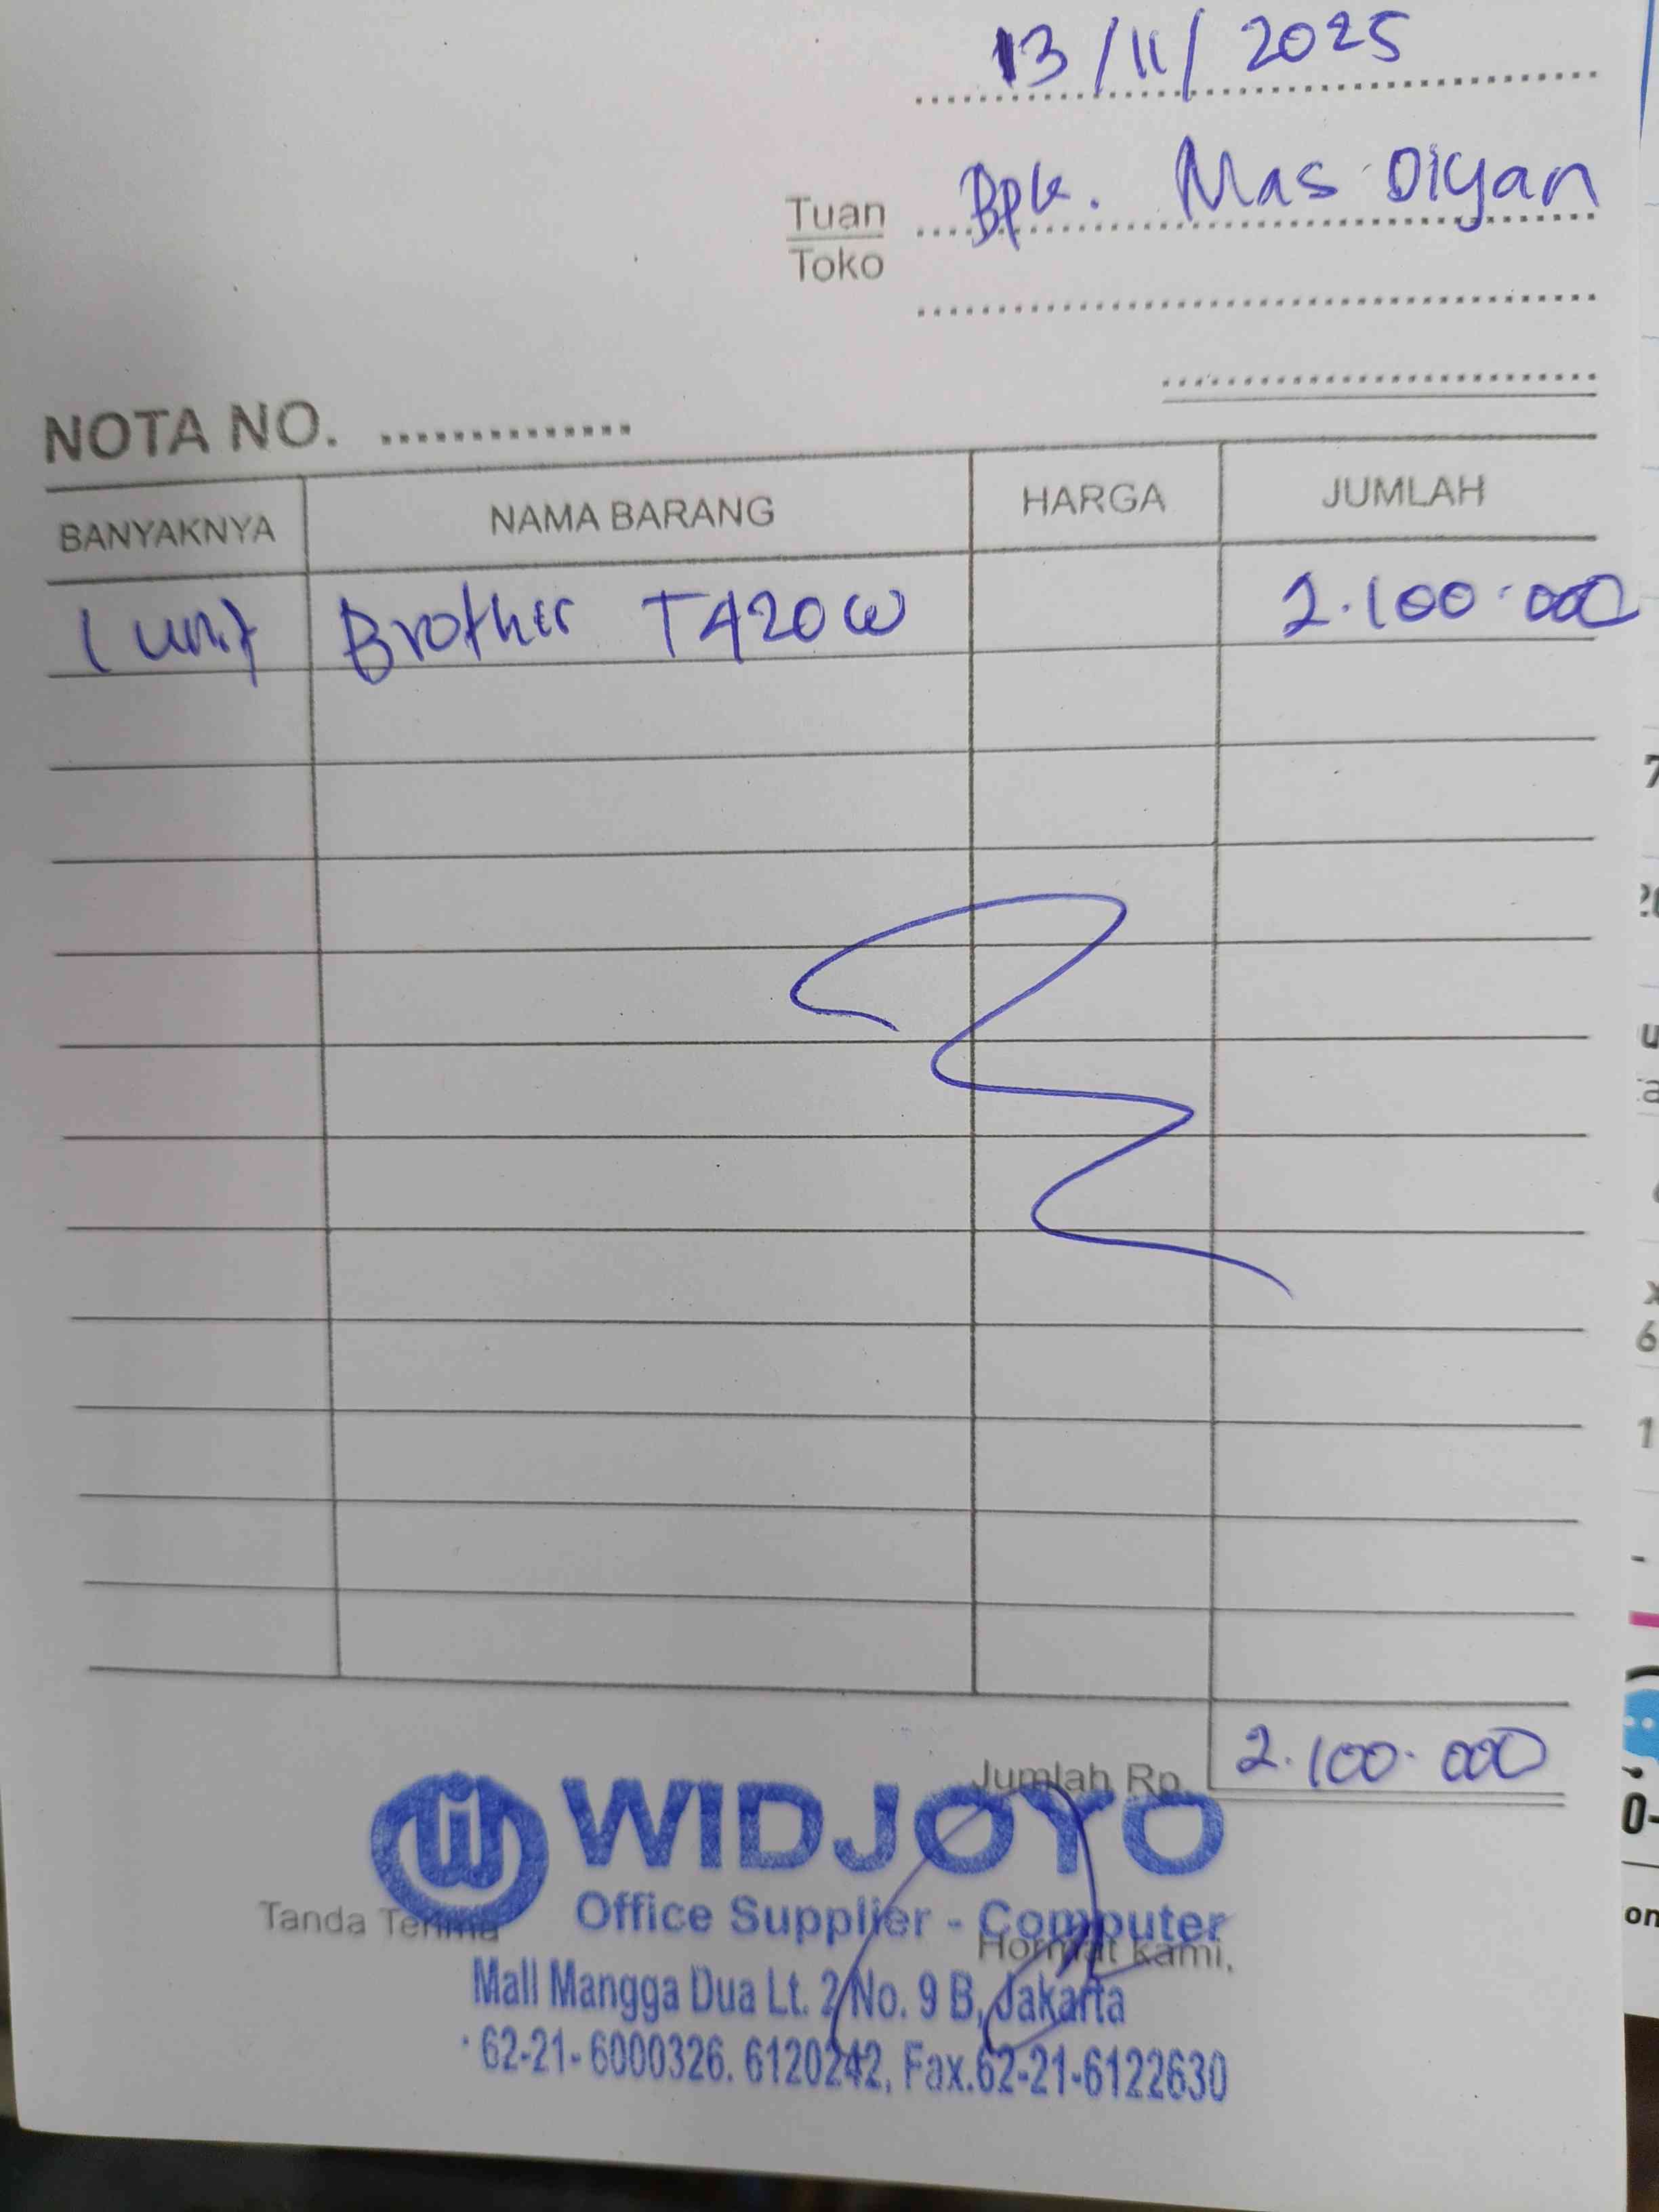 13/11/2025
Tuan Bpk. Mas Diyan
Toko
NOTA NO.
BANYAKNYA NAMA BARANG HARGA JUMLAH
1 unit Brother T420W 2.100.000
Jumlah Rp. 2.100.000
WIDJOYO
Tanda Terima Office Supplier - Computer
Hormat kami,
Mall Mangga Dua Lt. 2 No. 9 B, Jakarta
62-21-6000326. 6120242, Fax.62-21-6122630